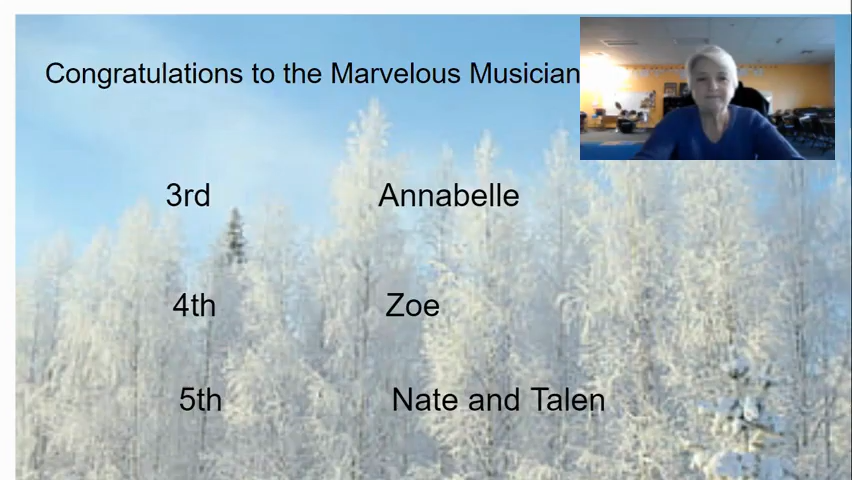 Congratulations to the Marvelous Musician
3rd Annabelle
4th Zoe
5th Nate and Talen